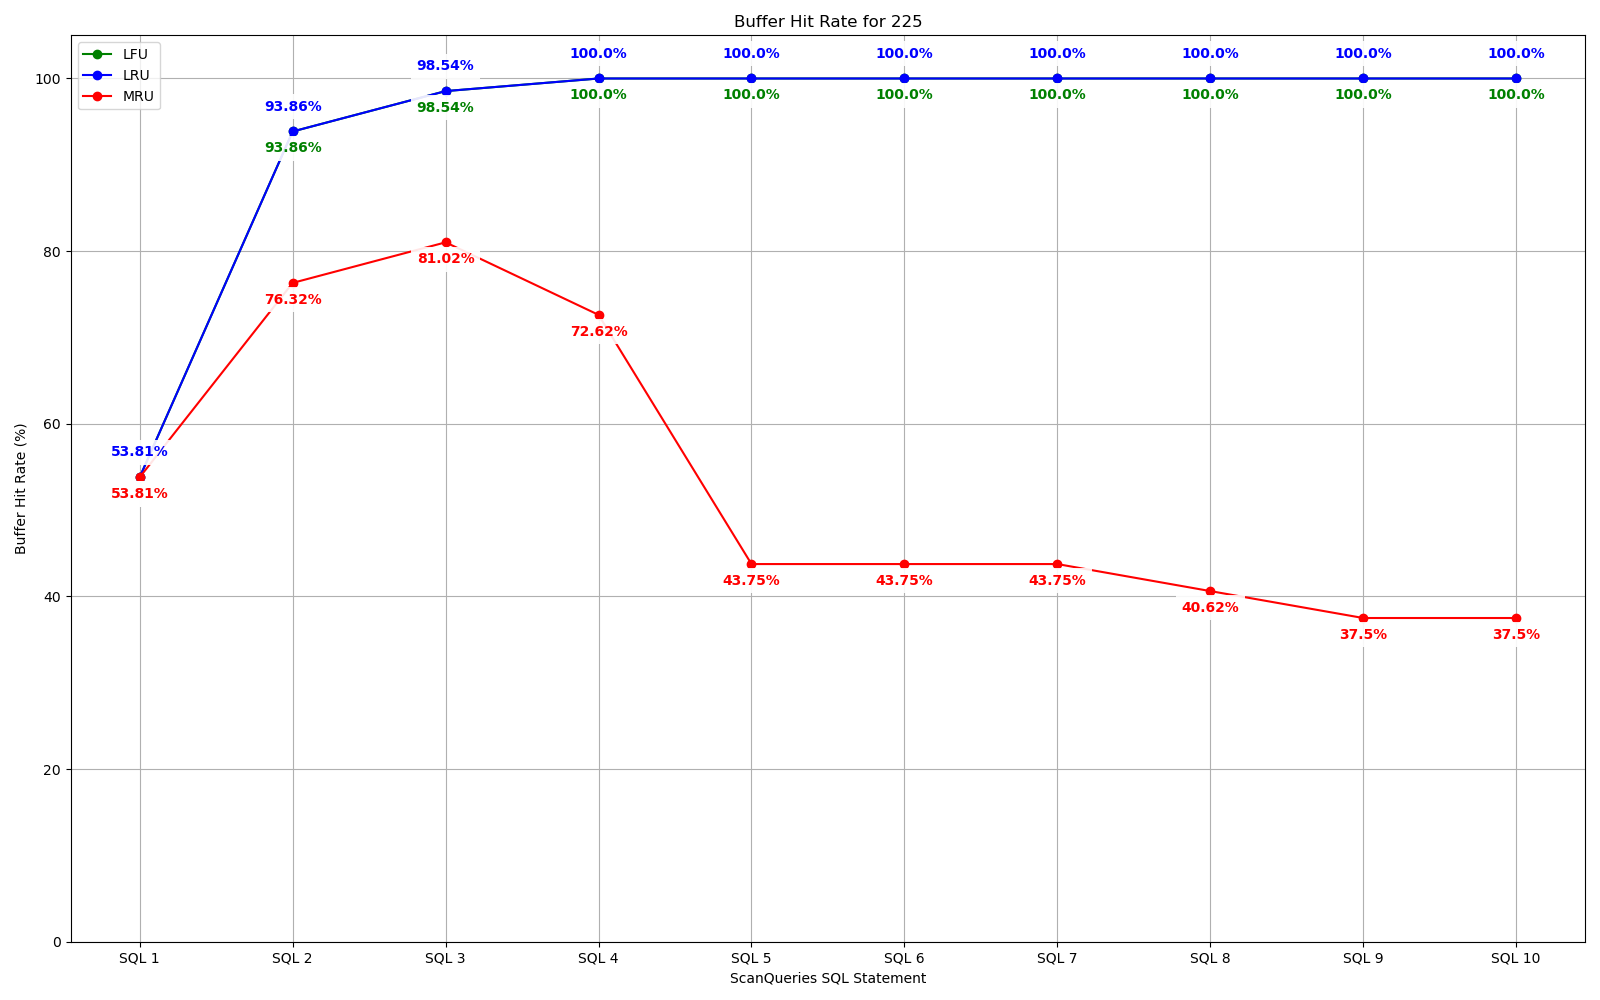 Buffer Hit Rate for 225
LFU
LRU
MRU
100.0% 100.0% 100.0% 100.0% 100.0% 100.0% 100.0%
98.54%
93.86%
100.0% 100.0% 100.0% 100.0% 100.0% 100.0% 100.0%
98.54%
93.86%
81.02%
76.32%
72.62%
53.81%
53.81%
43.75% 43.75% 43.75%
40.62%
37.5% 37.5%
100
80
60
40
20
0
Buffer Hit Rate (%)
SQL 1 SQL 2 SQL 3 SQL 4 SQL 5 SQL 6 SQL 7 SQL 8 SQL 9 SQL 10
ScanQueries SQL Statement